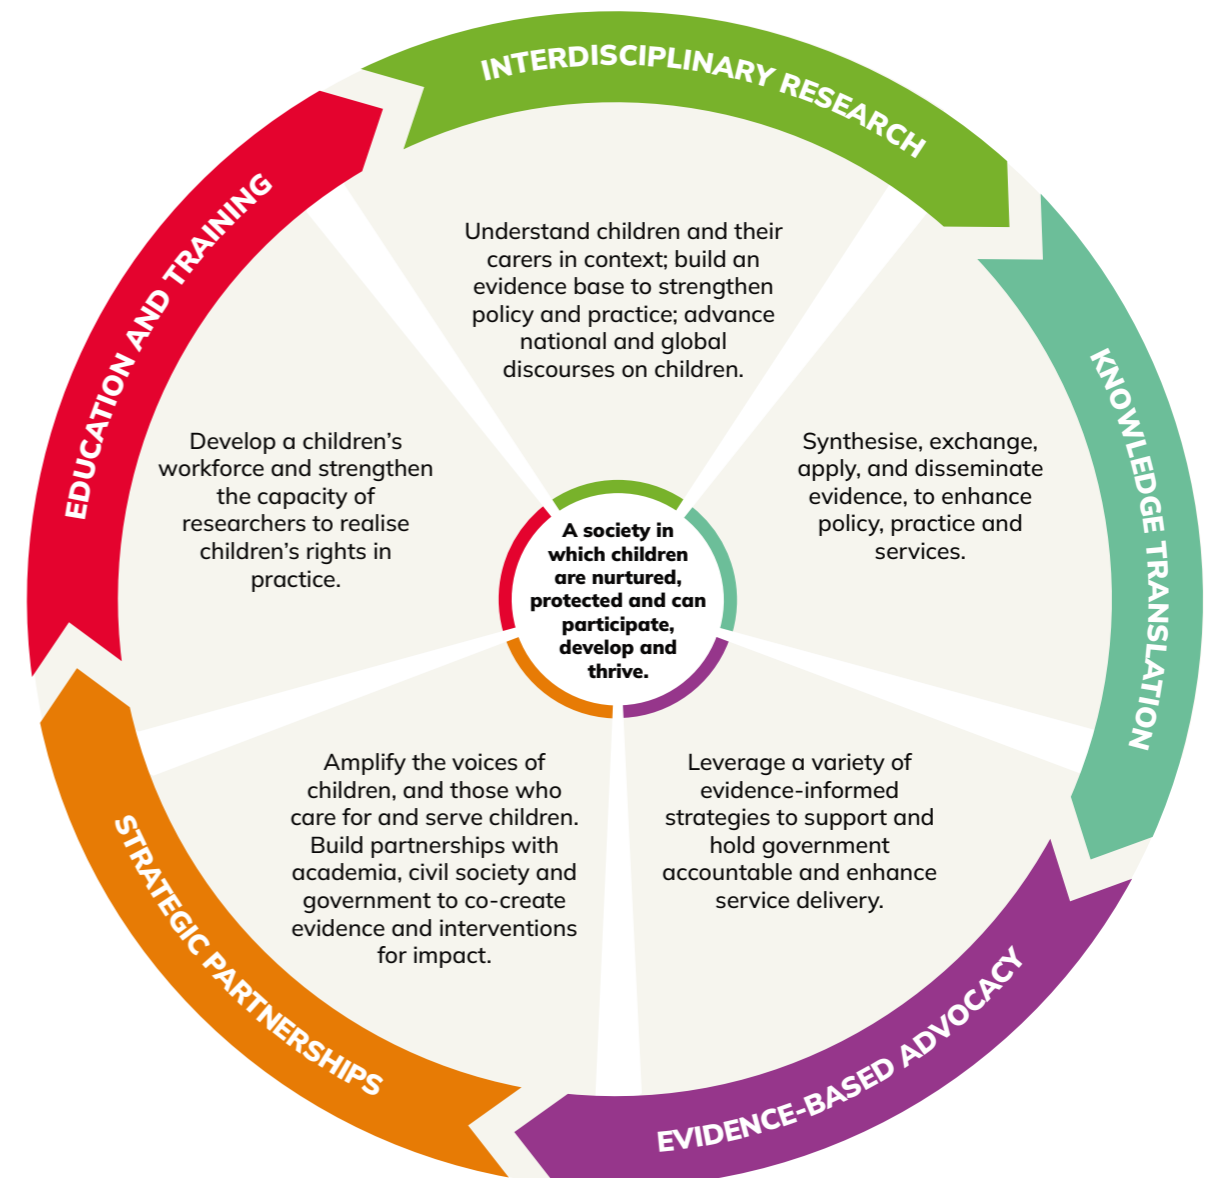 INTERDISCIPLINARY RESEARCH
Understand children and their
carers in context; build an
evidence base to strengthen
policy and practice; advance
national and global
discourses on children.
KNOWLEDGE TRANSLATION
Synthesise, exchange,
apply, and disseminate
evidence, to enhance
policy, practice and
services.
EVIDENCE-BASED ADVOCACY
Leverage a variety of
evidence-informed
strategies to support and
hold government
accountable and enhance
service delivery.
STRATEGIC PARTNERSHIPS
Amplify the voices of
children, and those who
care for and serve children.
Build partnerships with
academia, civil society and
government to co-create
evidence and interventions
for impact.
EDUCATION AND TRAINING
Develop a children’s
workforce and strengthen
the capacity of
researchers to realise
children’s rights in
practice.
A society in
which children
are nurtured,
protected and can
participate,
develop and
thrive.